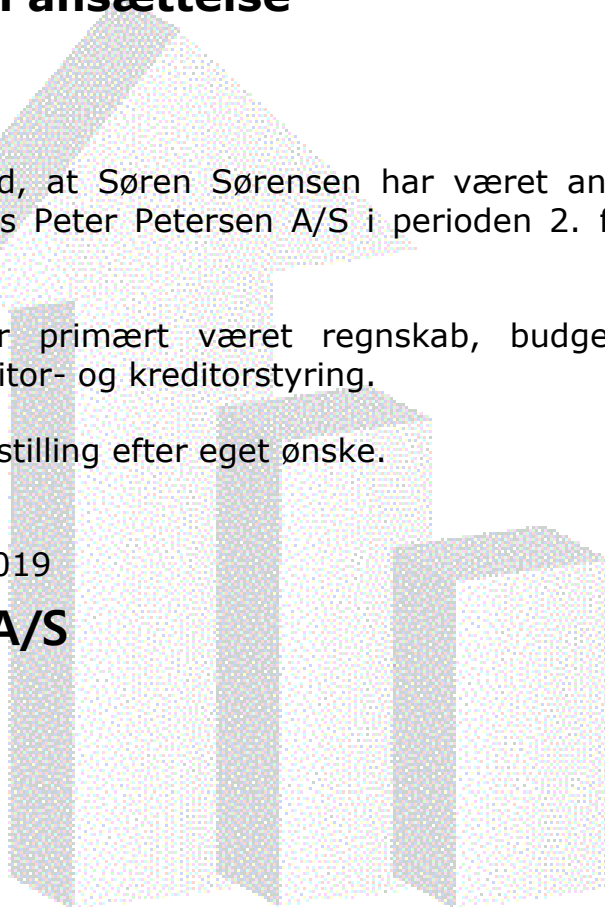 ansættelse
d, at Søren Sørensen har været an
s Peter Petersen A/S i perioden 2. f
r primært været regnskab, budge
itor- og kreditorstyring.
stilling efter eget ønske.
019
A/S